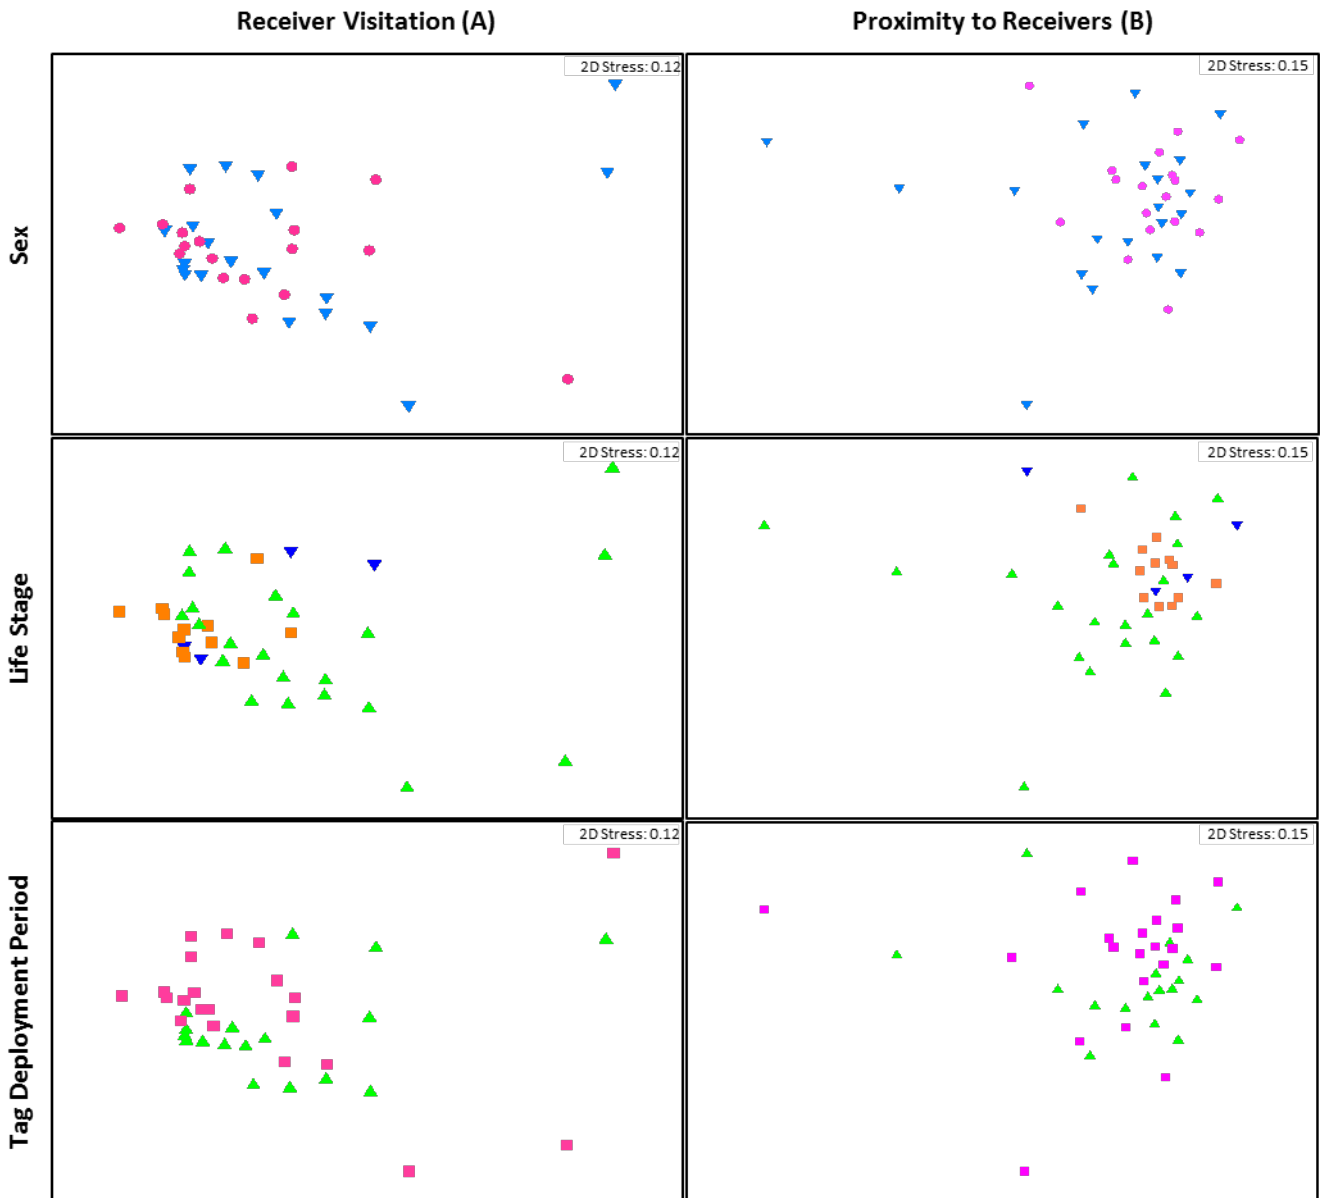 Receiver Visitation (A)
Proximity to Receivers (B)
Sex
2D Stress: 0.12
2D Stress: 0.15
Life Stage
2D Stress: 0.12
2D Stress: 0.15
Tag Deployment Period
2D Stress: 0.12
2D Stress: 0.15